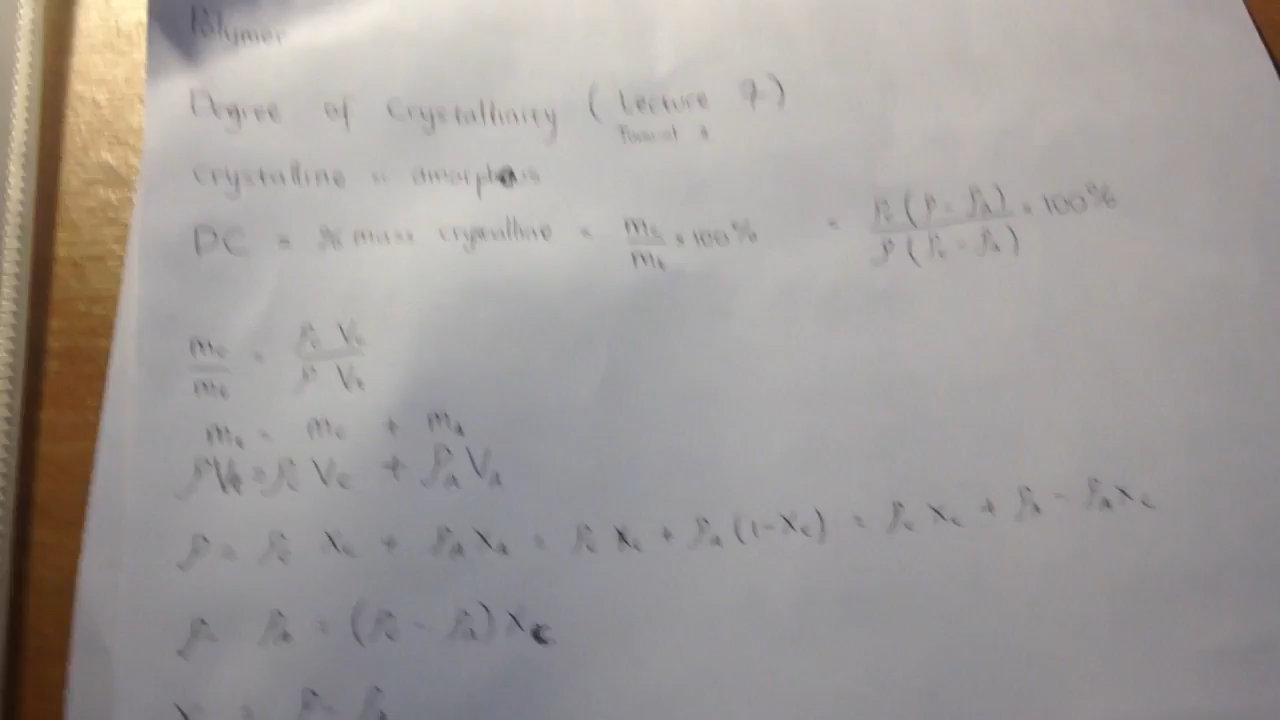 Polymer
Degree of Crystallinity (Lecture 7)
crystalline amorphous
DC = % mass crystalline = mc/mt × 100% = ρc(ρ - ρA)/ρ(ρc - ρA) × 100%
mc/mt = ρc Vc/ρ Vt
mt = mc + mA
ρVt = ρc Vc + ρA VA
ρ = ρc Xc + ρA XA = ρc Xc + ρA (1-Xc) = ρc Xc + ρA - ρA Xc
ρ - ρA = (ρc - ρA) Xc
X = ρ - ρA